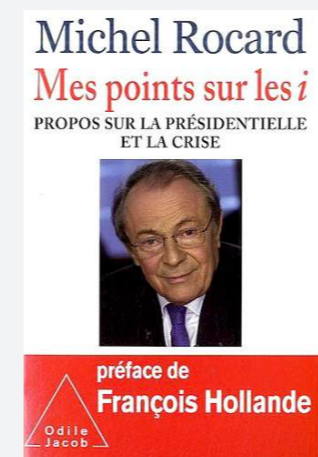 Michel Rocard
Mes points sur les i
PROPOS SUR LA PRÉSIDENTIELLE
ET LA CRISE
préface de
François Hollande
Odile
Jacob